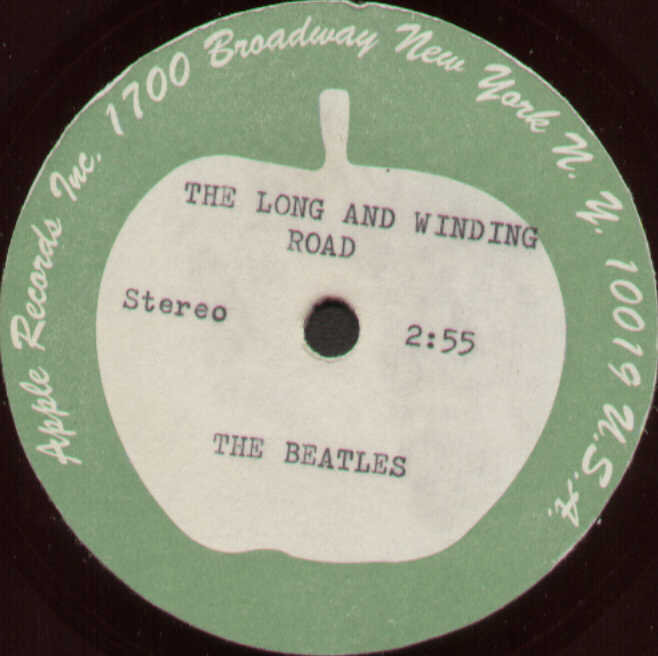 Apple Records Inc. 1700 Broadway New York N.Y. 10019 U.S.A.
THE LONG AND WINDING
ROAD
Stereo
2:55
THE BEATLES